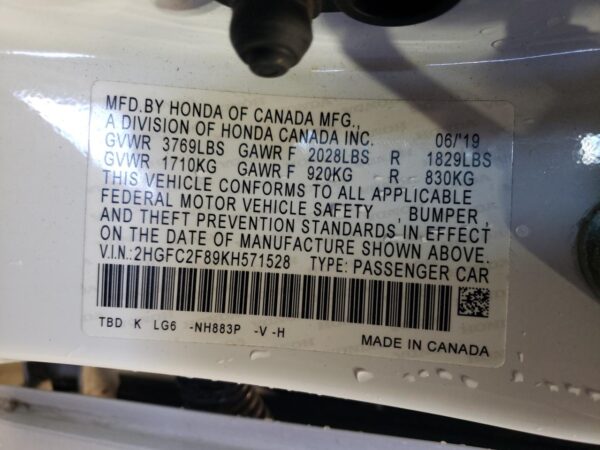 MFD.BY HONDA OF CANADA MFG.,
A DIVISION OF HONDA CANADA INC. 06/'19
GVWR 3769LBS GAWR F 2028LBS R 1829LBS
GVWR 1710KG GAWR F 920KG R 830KG
THIS VEHICLE CONFORMS TO ALL APPLICABLE
FEDERAL MOTOR VEHICLE SAFETY , BUMPER ,
AND THEFT PREVENTION STANDARDS IN EFFECT
ON THE DATE OF MANUFACTURE SHOWN ABOVE.
V.I.N.: 2HGFC2F89KH571528 TYPE: PASSENGER CAR
TBD K LG6 -NH883P -V -H
MADE IN CANADA